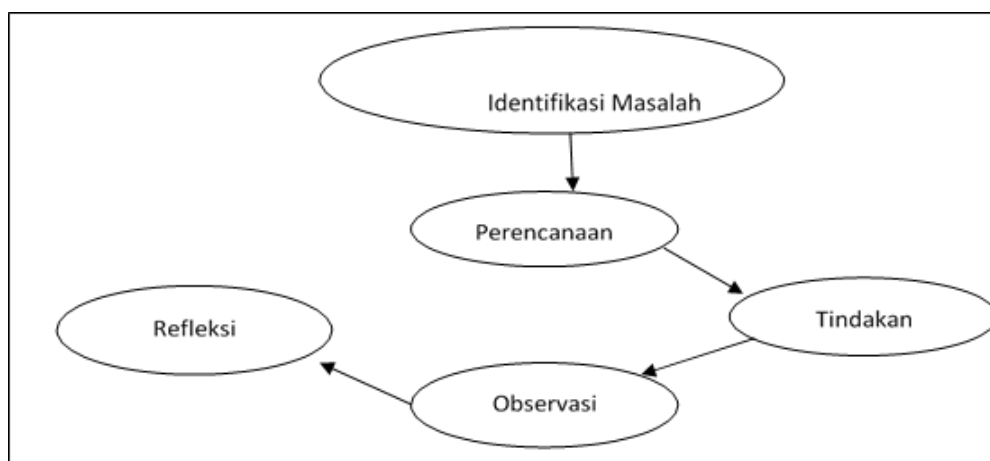 Identifikasi Masalah
Perencanaan
Tindakan
Observasi
Refleksi